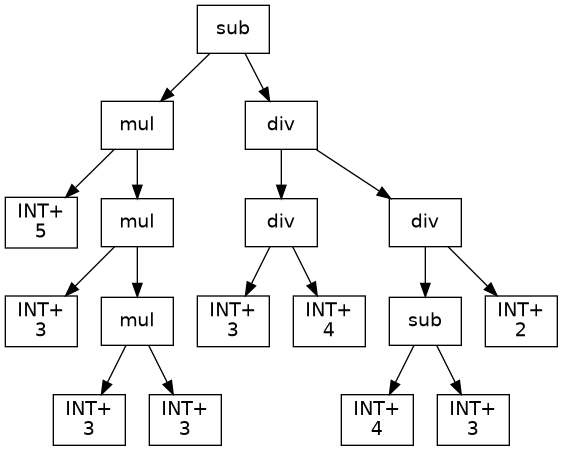 sub
mul
div
INT+
5
mul
div
div
INT+
3
mul
INT+
3
INT+
4
sub
INT+
2
INT+
3
INT+
3
INT+
4
INT+
3